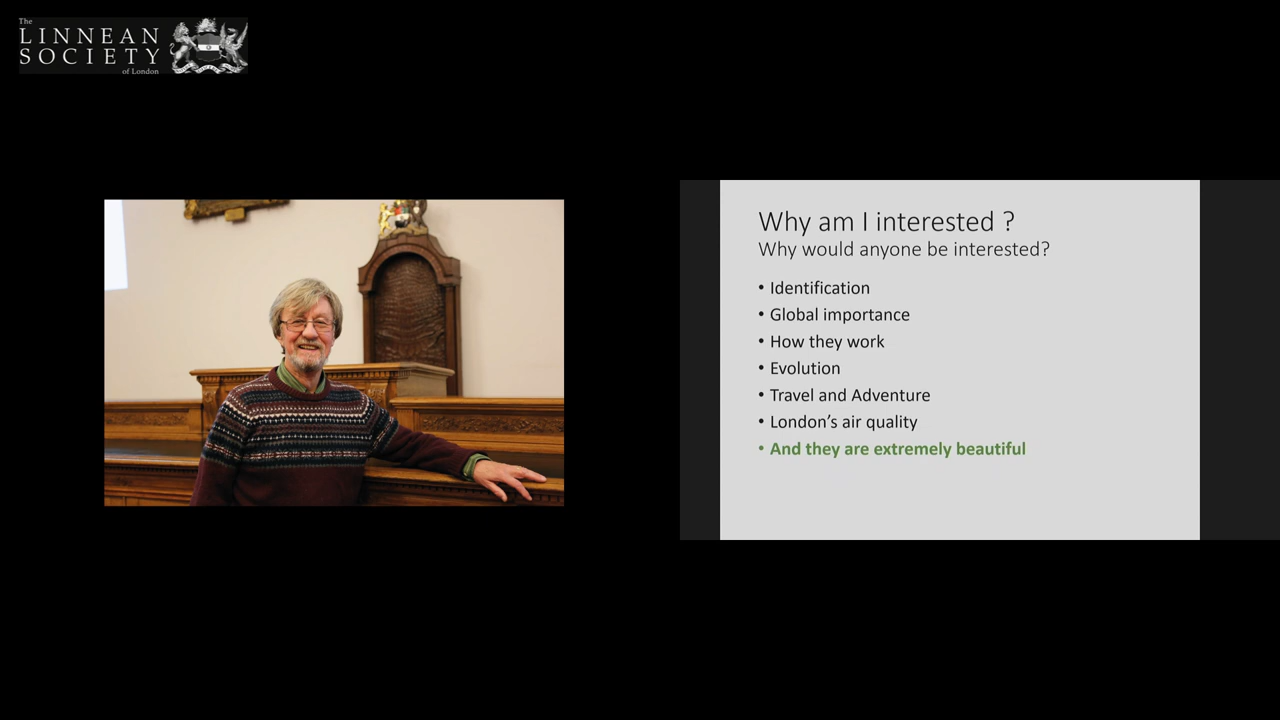 The
LINNEAN
SOCIETY
of London
Why am I interested ?
Why would anyone be interested?
• Identification
• Global importance
• How they work
• Evolution
• Travel and Adventure
• London’s air quality
• And they are extremely beautiful